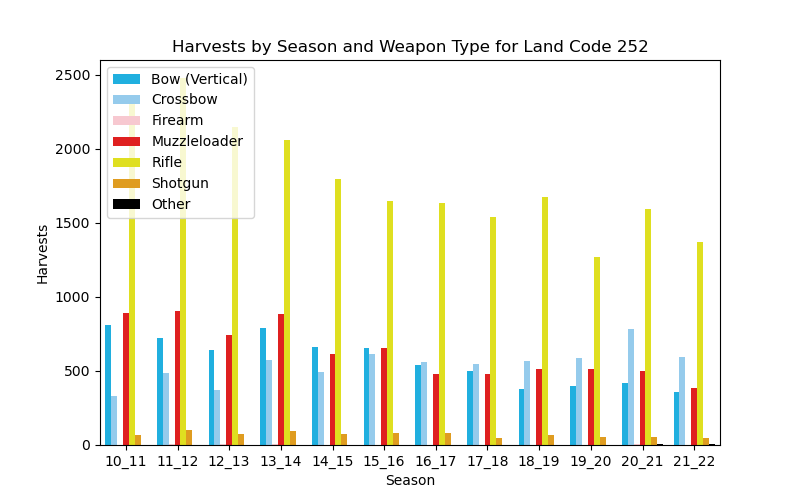 Harvests by Season and Weapon Type for Land Code 252
2500
2000
1500
1000
500
0
Harvests
Bow (Vertical)
Crossbow
Firearm
Muzzleloader
Rifle
Shotgun
Other
10_11 11_12 12_13 13_14 14_15 15_16 16_17 17_18 18_19 19_20 20_21 21_22
Season